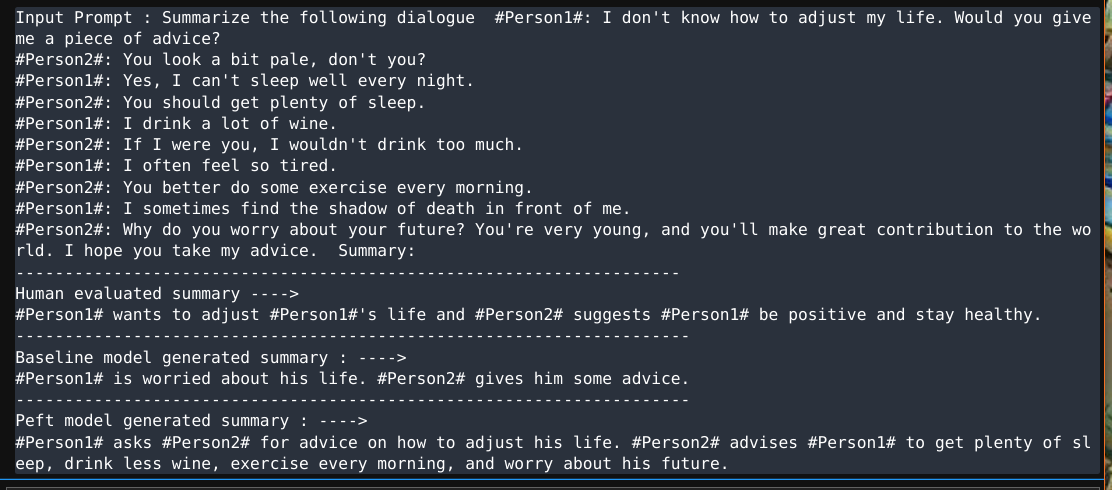 Input Prompt : Summarize the following dialogue  #Person1#: I don't know how to adjust my life. Would you give
me a piece of advice?
#Person2#: You look a bit pale, don't you?
#Person1#: Yes, I can't sleep well every night.
#Person2#: You should get plenty of sleep.
#Person1#: I drink a lot of wine.
#Person2#: If I were you, I wouldn't drink too much.
#Person1#: I often feel so tired.
#Person2#: You better do some exercise every morning.
#Person1#: I sometimes find the shadow of death in front of me.
#Person2#: Why do you worry about your future? You're very young, and you'll make great contribution to the wo
rld. I hope you take my advice.  Summary:
--------------------------------------------------------------------
Human evaluated summary ---->
#Person1# wants to adjust #Person1#'s life and #Person2# suggests #Person1# be positive and stay healthy.
---------------------------------------------------------------------
Baseline model generated summary : ---->
#Person1# is worried about his life. #Person2# gives him some advice.
---------------------------------------------------------------------
Peft model generated summary : ---->
#Person1# asks #Person2# for advice on how to adjust his life. #Person2# advises #Person1# to get plenty of sl
eep, drink less wine, exercise every morning, and worry about his future.